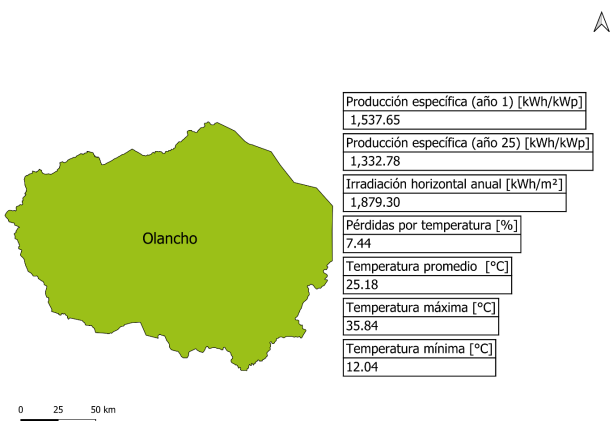 Producción específica (año 1) [kWh/kWp]
1,537.65
Producción específica (año 25) [kWh/kWp]
1,332.78
Irradiación horizontal anual [kWh/m²]
1,879.30
Pérdidas por temperatura [%]
7.44
Temperatura promedio [°C]
25.18
Temperatura máxima [°C]
35.84
Temperatura mínima [°C]
12.04
Olancho
0 25 50 km